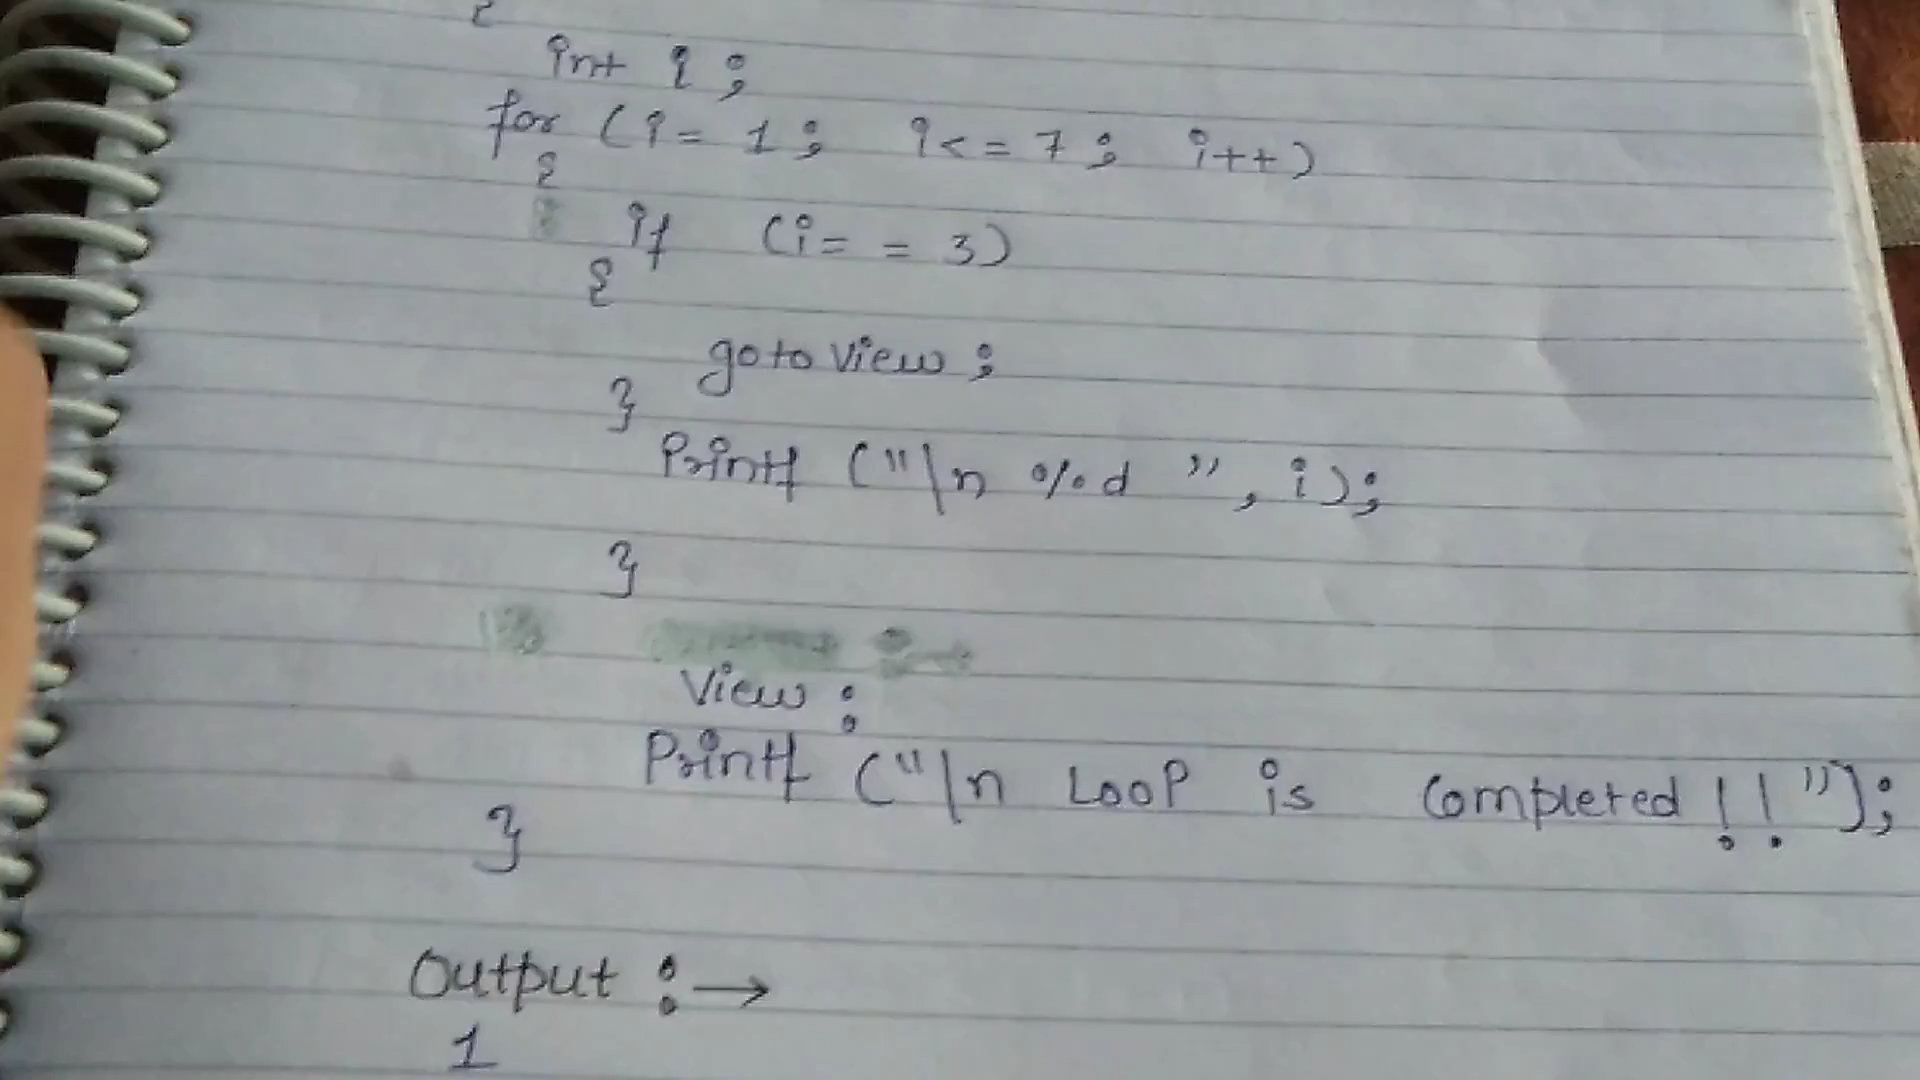 {
int i ;
for (i = 1 ; i <= 7 ; i++)
{
if (i = = 3)
{
goto view ;
}
Printf ("\n %d ", i);
}
View :
Printf ("\n LOOP is Completed !! ");
}
Output : →
1